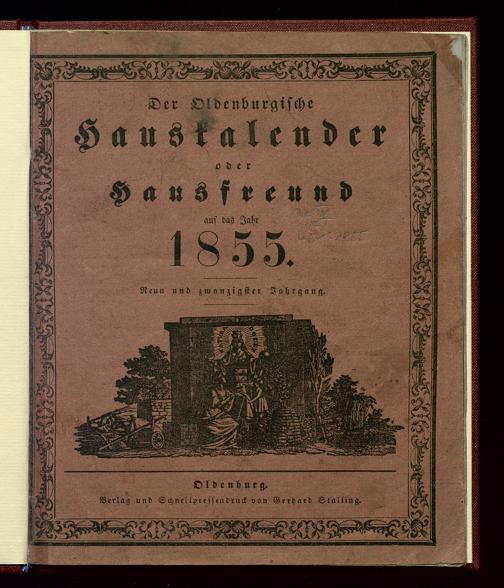 Der Oldenburgische
Hauskalender
oder
Hausfreund
auf das Jahr
1855.
Neun und zwanzigster Jahrgang.
Oldenburg.
Verlag und Schnellpressendruck von Gerhard Stalling.